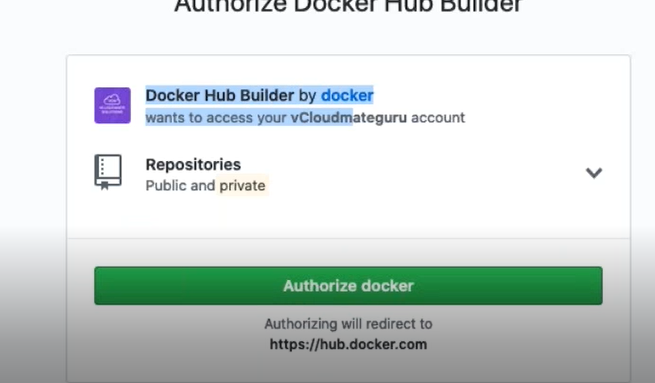 Authorize Docker Hub Builder
Docker Hub Builder by docker
wants to access your vCloudmateguru account
Repositories
Public and private
Authorize docker
Authorizing will redirect to
https://hub.docker.com